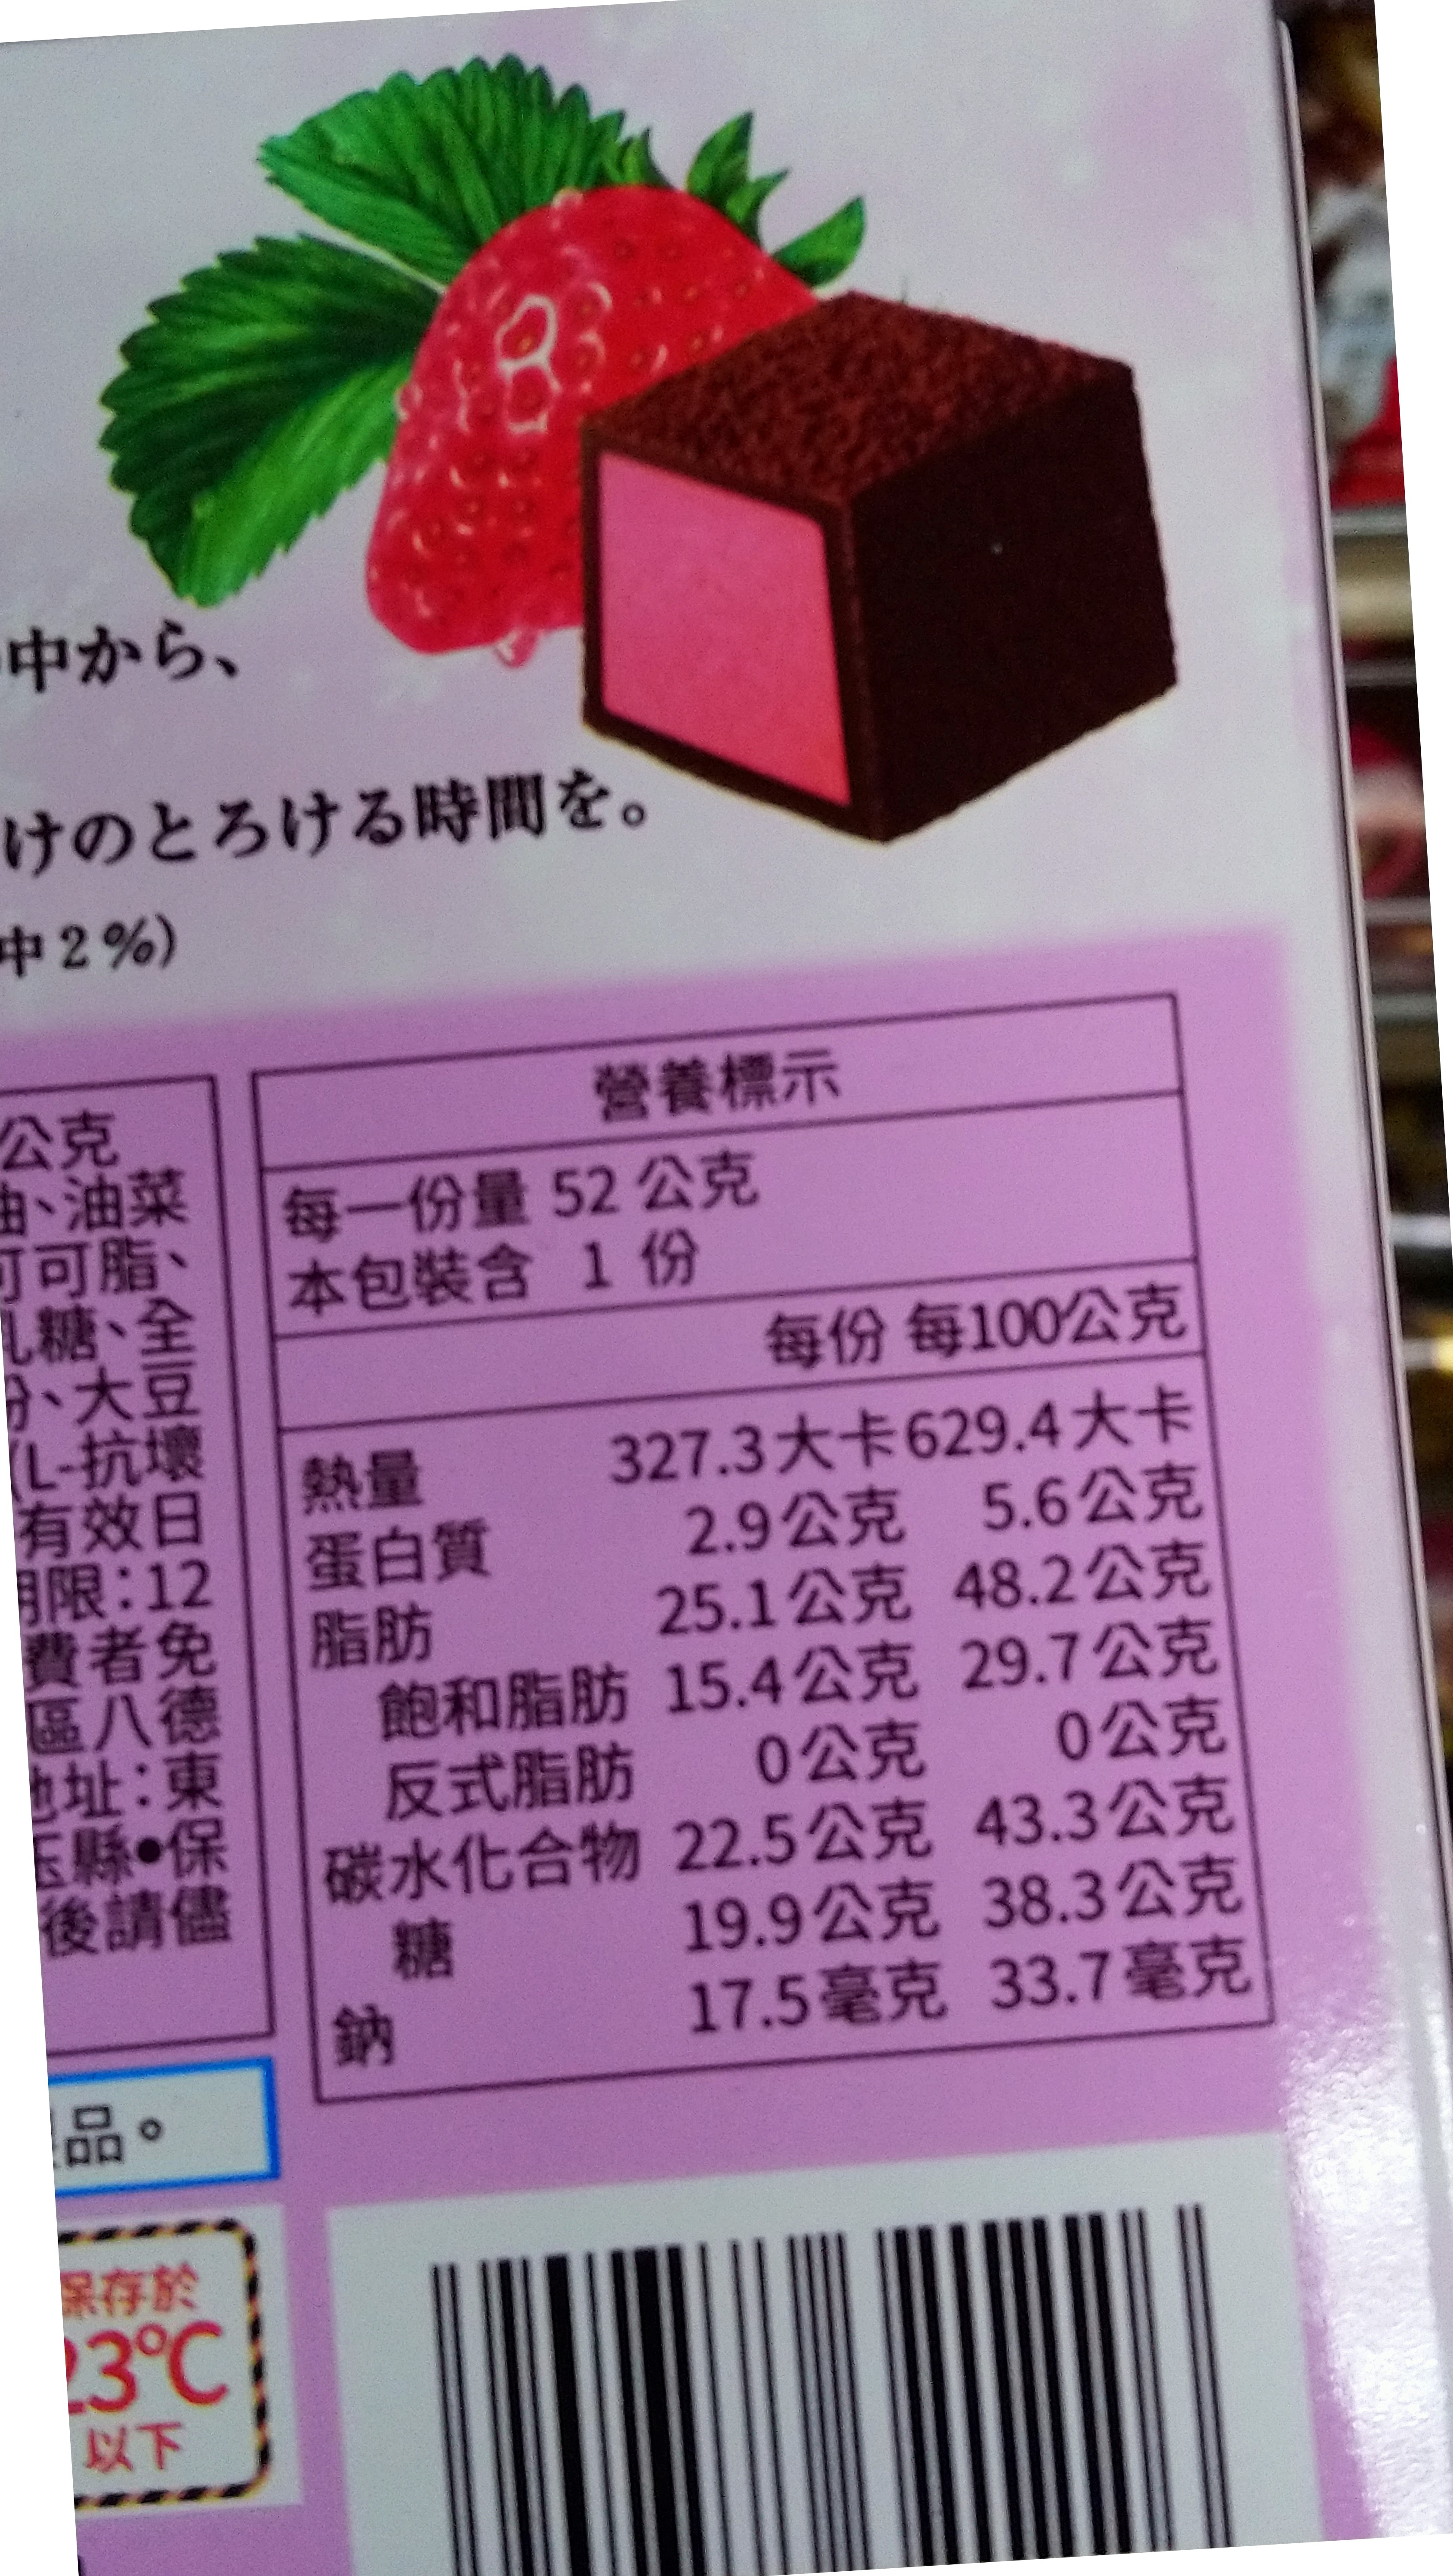 中から、
けのとろける時間を。
中2%)
公克
油、油菜
可可脂、
乳糖、全
粉、大豆
(L-抗壞
有效日
期限:12
費者免
區八德
地址:東
玉縣•保
後請儘
品。
保存於
23℃
以下
營養標示
每一份量 52 公克
本包裝含 1 份
每份 每100公克
熱量 327.3大卡 629.4大卡
蛋白質 2.9公克 5.6公克
脂肪 25.1公克 48.2公克
飽和脂肪 15.4公克 29.7公克
反式脂肪 0公克 0公克
碳水化合物 22.5公克 43.3公克
糖 19.9公克 38.3公克
鈉 17.5毫克 33.7毫克